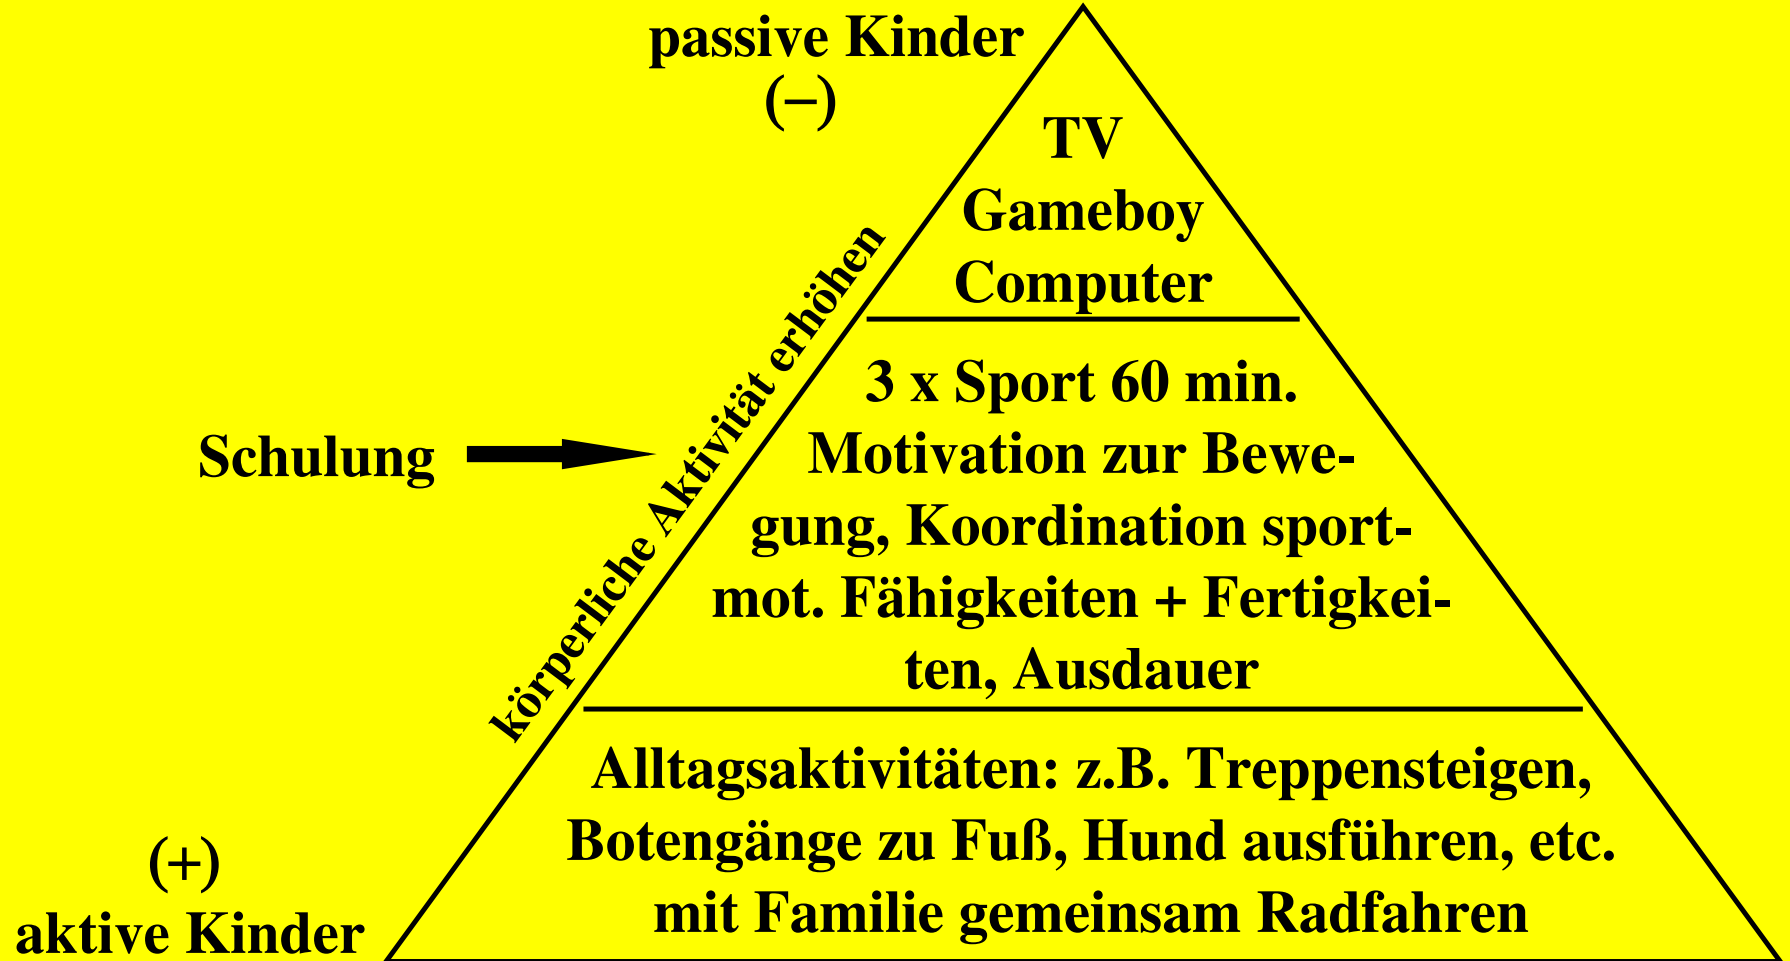 passive Kinder
(–)
TV
Gameboy
Computer
körperliche Aktivität erhöhen
3 x Sport 60 min.
Motivation zur Bewe-
gung, Koordination sport-
mot. Fähigkeiten + Fertigkei-
ten, Ausdauer
Schulung
Alltagsaktivitäten: z.B. Treppensteigen,
Botengänge zu Fuß, Hund ausführen, etc.
mit Familie gemeinsam Radfahren
(+)
aktive Kinder